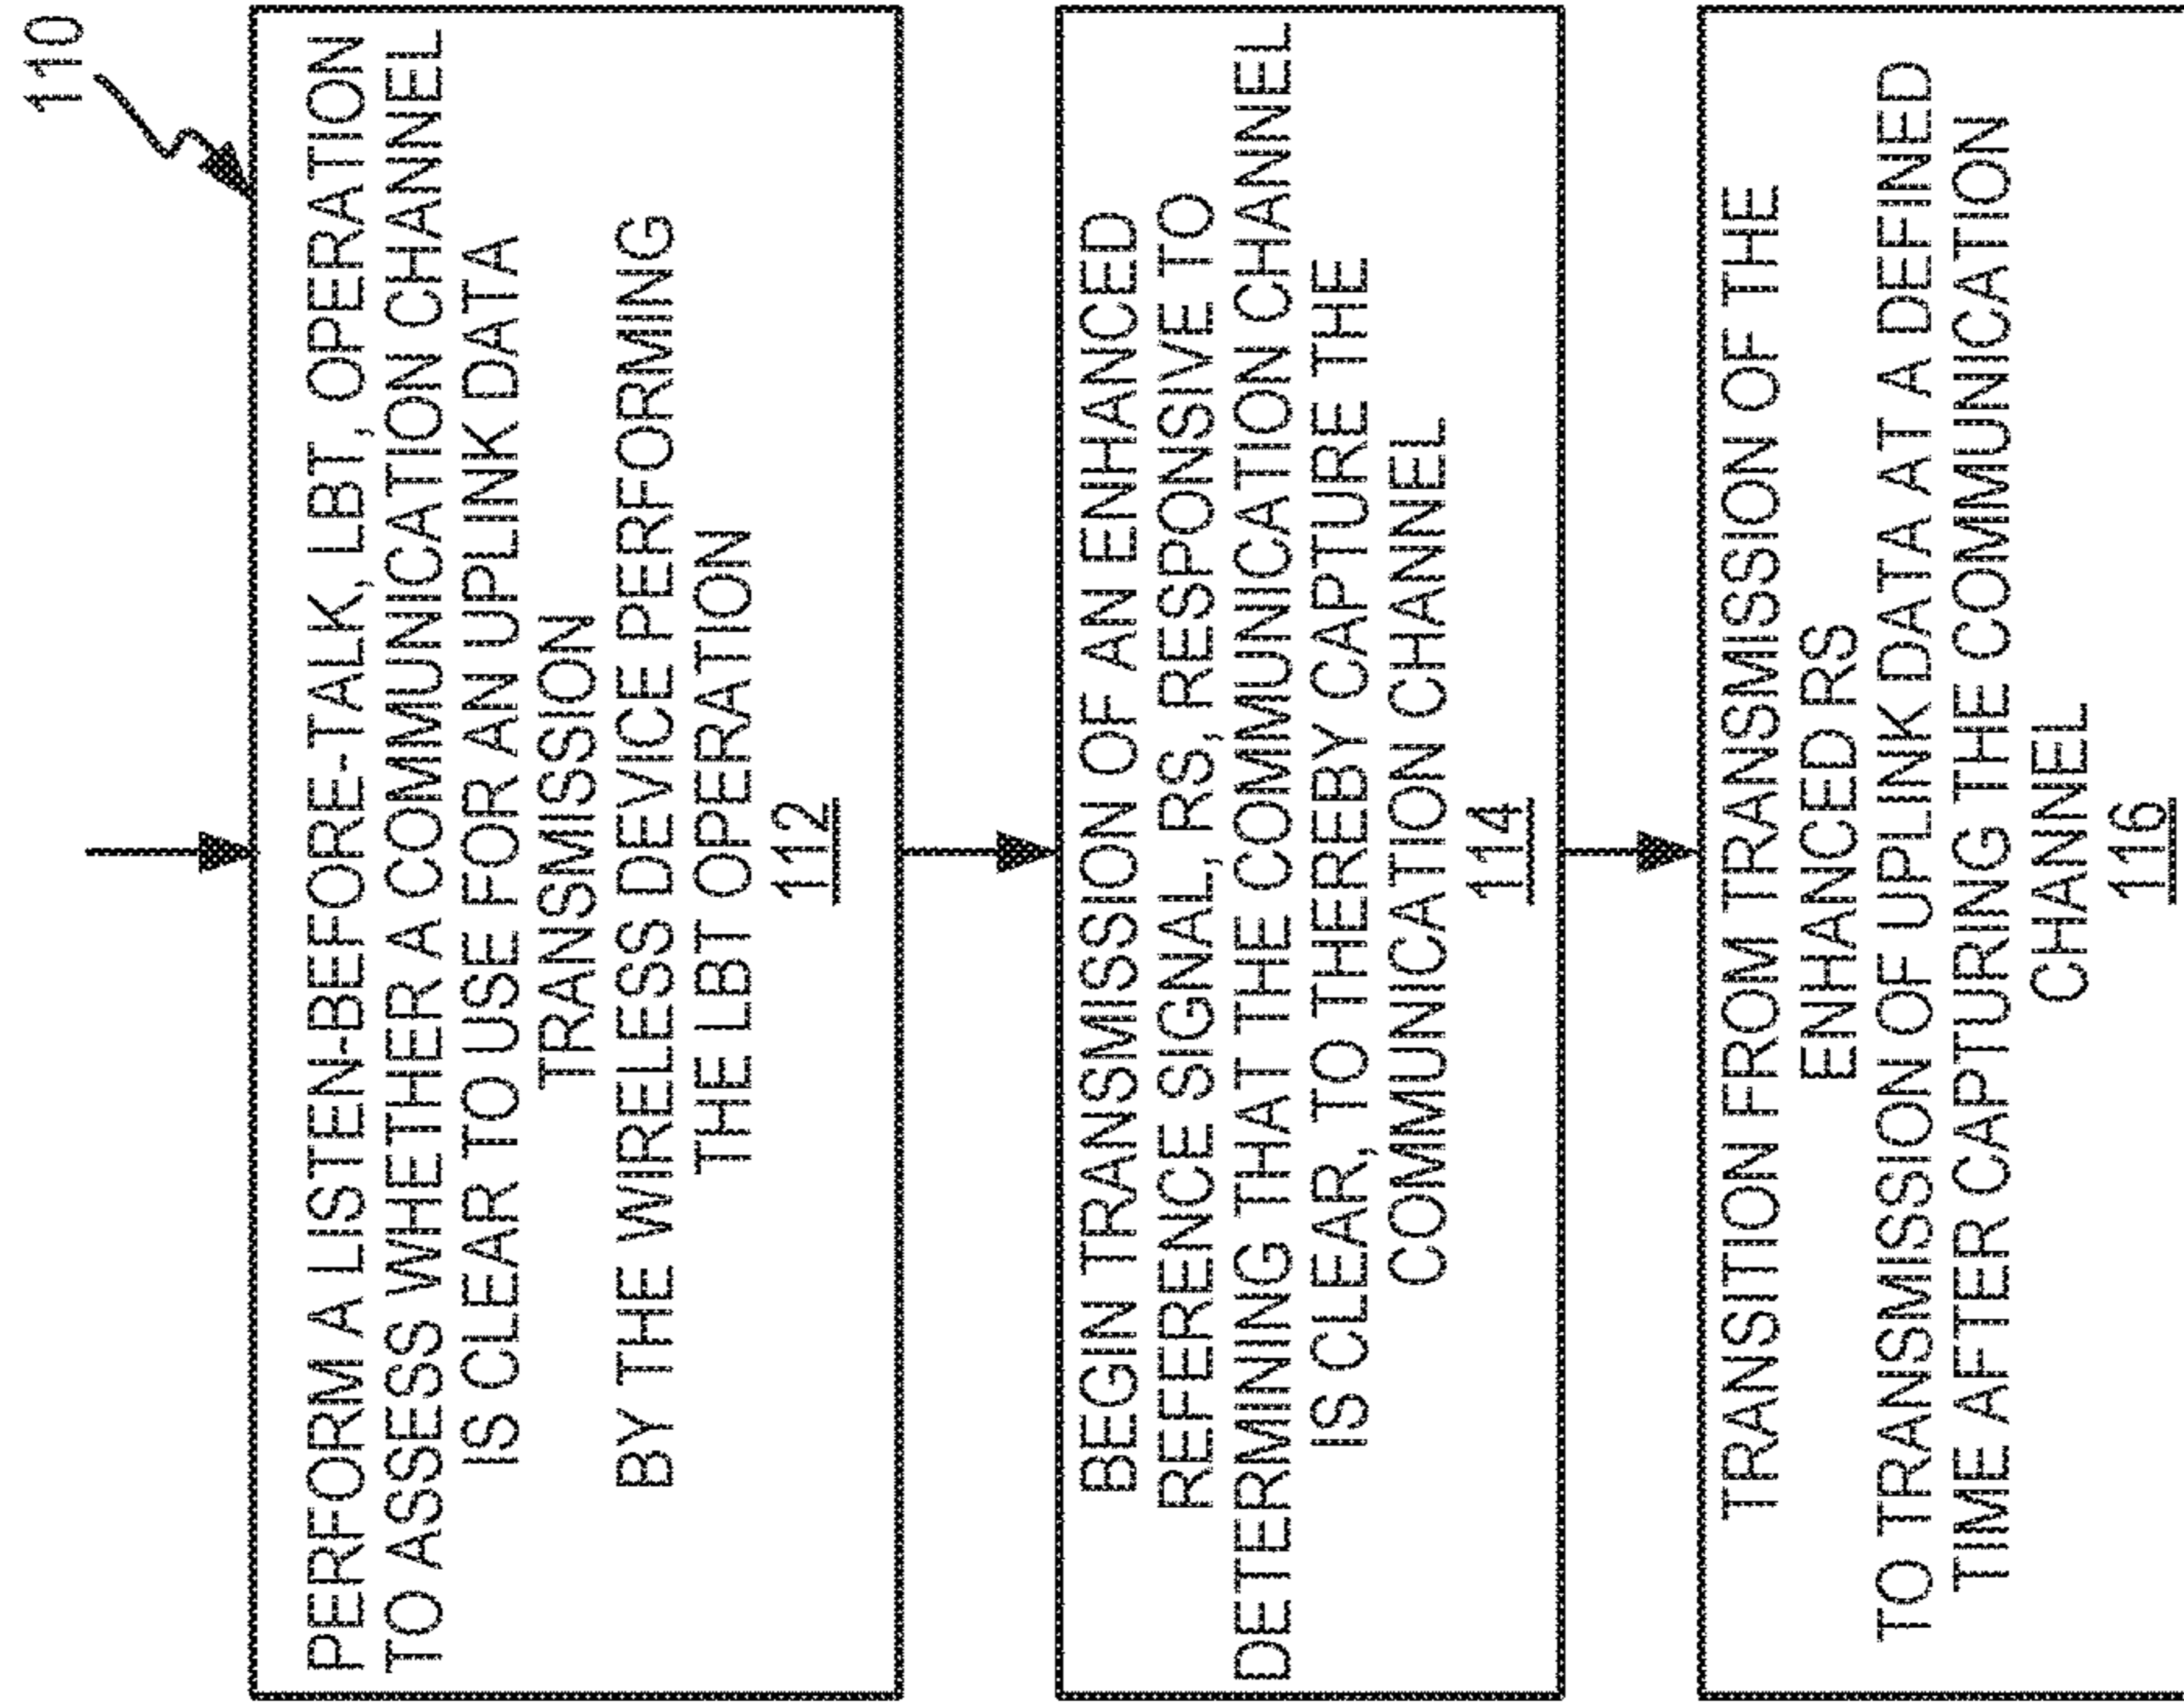 110
PERFORM A LISTEN-BEFORE-TALK, LBT, OPERATION
TO ASSESS WHETHER A COMMUNICATION CHANNEL
IS CLEAR TO USE FOR AN UPLINK DATA
TRANSMISSION
BY THE WIRELESS DEVICE PERFORMING
THE LBT OPERATION
112
BEGIN TRANSMISSION OF AN ENHANCED
REFERENCE SIGNAL, RS, RESPONSIVE TO
DETERMINING THAT THE COMMUNICATION CHANNEL
IS CLEAR, TO THEREBY CAPTURE THE
COMMUNICATION CHANNEL
114
TRANSITION FROM TRANSMISSION OF THE
ENHANCED RS
TO TRANSMISSION OF UPLINK DATA AT A DEFINED
TIME AFTER CAPTURING THE COMMUNICATION
CHANNEL
116